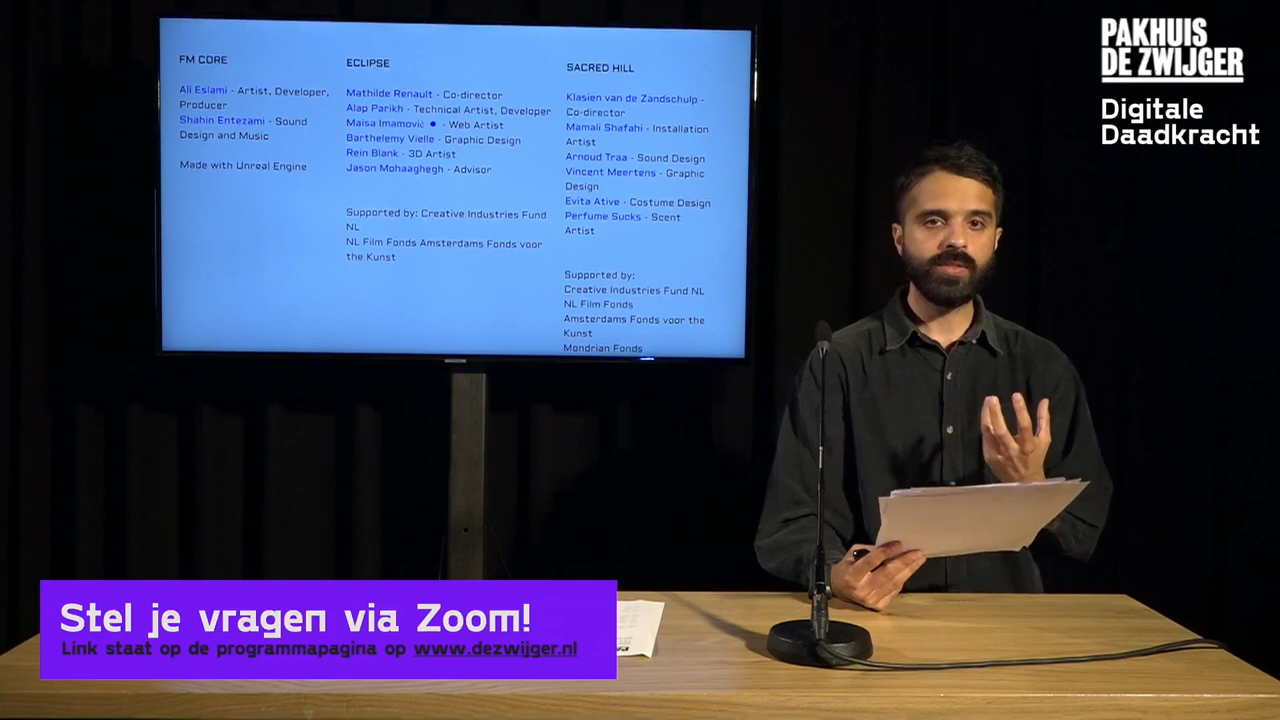 FM CORE
Ali Eslami - Artist, Developer,
Producer
Shahin Entezami - Sound
Design and Music
Made with Unreal Engine
ECLIPSE
Mathilde Renault - Co-director
Alap Parikh - Technical Artist, Developer
Maisa Imamović - Web Artist
Barthelemy Vielle - Graphic Design
Rein Blank - 3D Artist
Jason Mohaaghegh - Advisor
Supported by: Creative Industries Fund
NL
NL Film Fonds Amsterdams Fonds voor
the Kunst
SACRED HILL
Klasien van de Zandschulp -
Co-director
Mamali Shafahi - Installation
Artist
Arnoud Traa - Sound Design
Vincent Meertens - Graphic
Design
Evita Ative - Costume Design
Perfume Sucks - Scent
Artist
Supported by:
Creative Industries Fund NL
NL Film Fonds
Amsterdams Fonds voor the
Kunst
Mondrian Fonds
PAKHUIS
DE ZWIJGER
Digitale
Daadkracht
Stel je vragen via Zoom!
Link staat op de programmapagina op www.dezwijger.nl